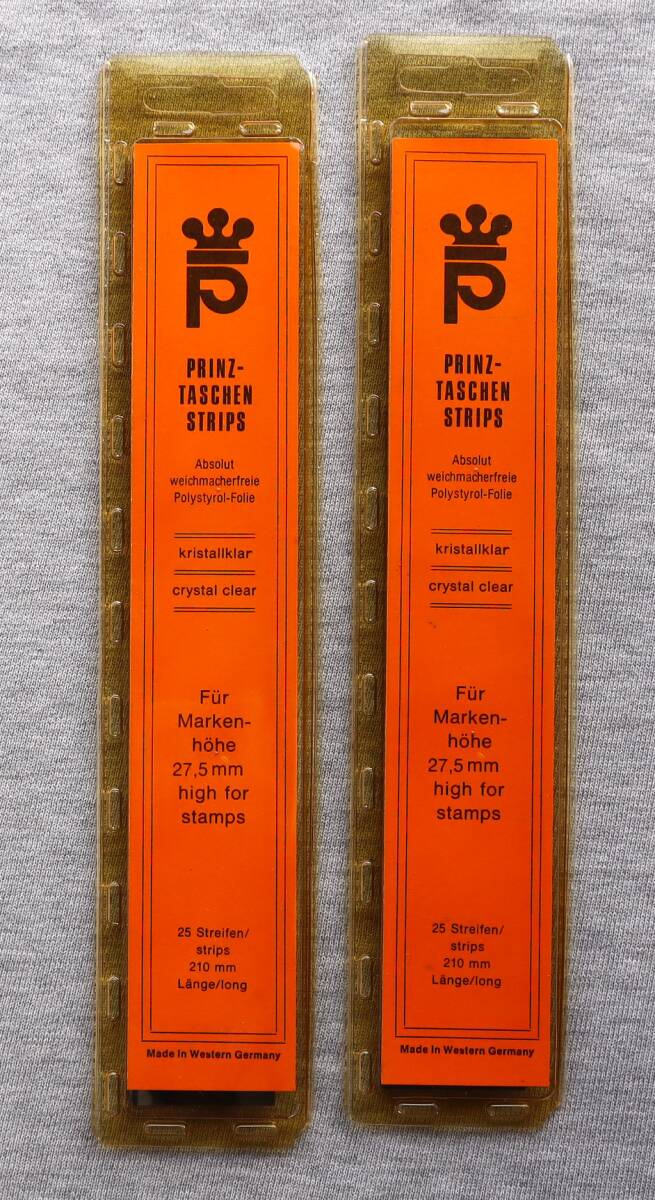 P
PRINZ-
TASCHEN
STRIPS
Absolut
weichmacherfreie
Polystyrol-Folie
kristallklar
crystal clear
Für
Marken-
höhe
27,5 mm
high for
stamps
25 Streifen/
strips
210 mm
Länge/long
Made In Western Germany
P
PRINZ-
TASCHEN
STRIPS
Absolut
weichmacherfreie
Polystyrol-Folie
kristallklar
crystal clear
Für
Marken-
höhe
27,5 mm
high for
stamps
25 Streifen/
strips
210 mm
Länge/long
Made In Western Germany